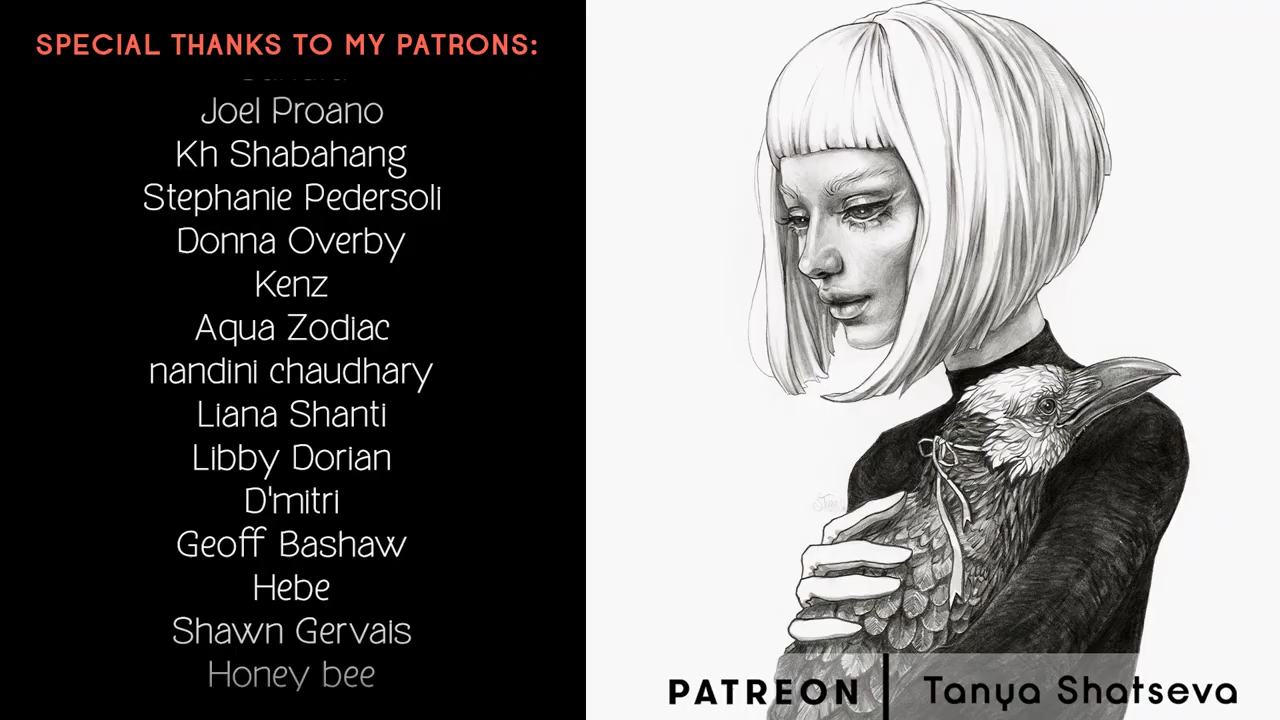 SPECIAL THANKS TO MY PATRONS:
Joel Proano
Kh Shabahang
Stephanie Pedersoli
Donna Overby
Kenz
Aqua Zodiac
nandini chaudhary
Liana Shanti
Libby Dorian
D'mitri
Geoff Bashaw
Hebe
Shawn Gervais
Honey bee
PATREON | Tanya Shatseva